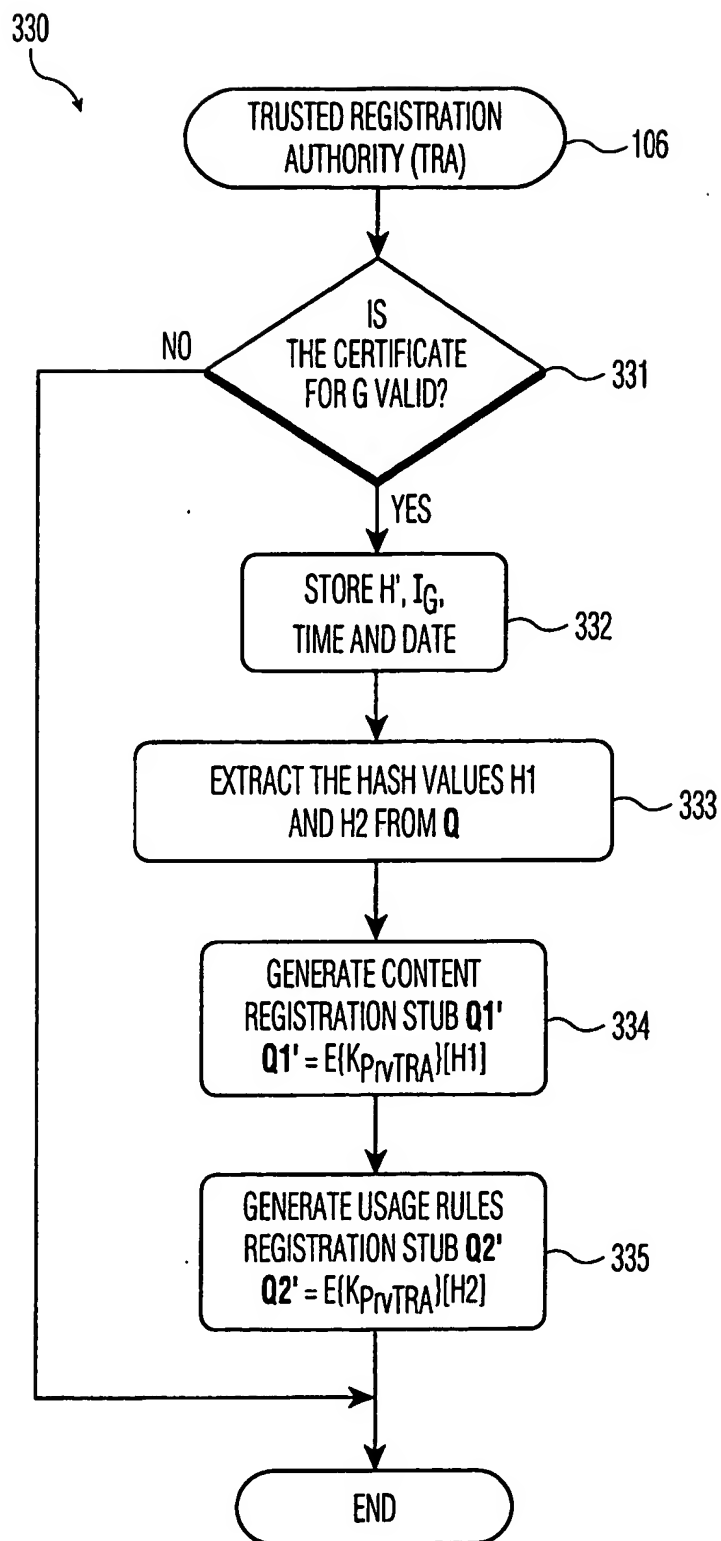 330
TRUSTED REGISTRATION
AUTHORITY (TRA)
106
IS
THE CERTIFICATE
FOR G VALID?
331
NO
YES
STORE H', I_G,
TIME AND DATE
332
EXTRACT THE HASH VALUES H1
AND H2 FROM Q
333
GENERATE CONTENT
REGISTRATION STUB Q1'
Q1' = E{K_PrvTRA}[H1]
334
GENERATE USAGE RULES
REGISTRATION STUB Q2'
Q2' = E{K_PrvTRA}[H2]
335
END